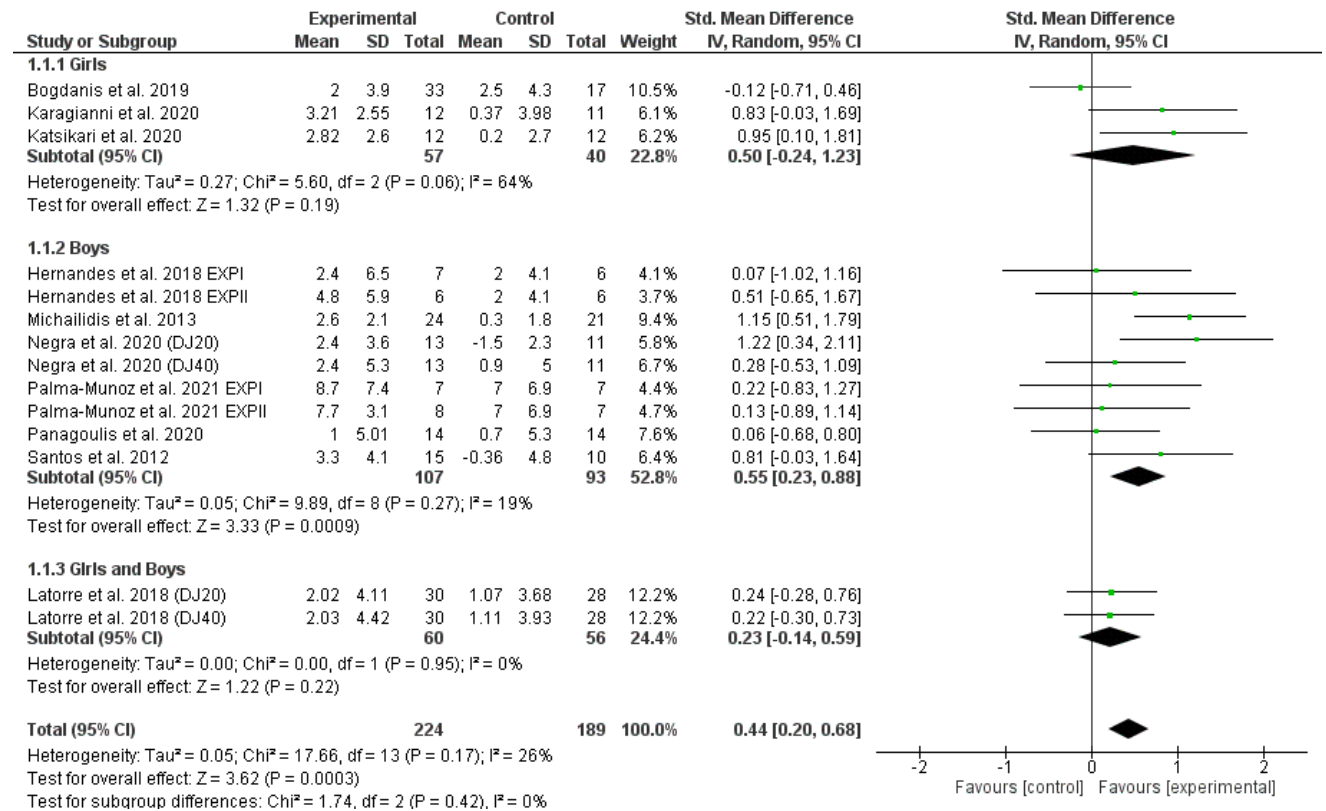 Experimental Control Std. Mean Difference Std. Mean Difference
Study or Subgroup Mean SD Total Mean SD Total Weight IV, Random, 95% CI IV, Random, 95% CI
1.1.1 Girls
Bogdanis et al. 2019 2 3.9 33 2.5 4.3 17 10.5% -0.12 [-0.71, 0.46]
Karagianni et al. 2020 3.21 2.55 12 0.37 3.98 11 6.1% 0.83 [-0.03, 1.69]
Katsikari et al. 2020 2.82 2.6 12 0.2 2.7 12 6.2% 0.95 [0.10, 1.81]
Subtotal (95% CI) 57 40 22.8% 0.50 [-0.24, 1.23]
Heterogeneity: Tau² = 0.27; Chi² = 5.60, df = 2 (P = 0.06); I² = 64%
Test for overall effect: Z = 1.32 (P = 0.19)
1.1.2 Boys
Hernandes et al. 2018 EXPI 2.4 6.5 7 2 4.1 6 4.1% 0.07 [-1.02, 1.16]
Hernandes et al. 2018 EXPII 4.8 5.9 6 2 4.1 6 3.7% 0.51 [-0.65, 1.67]
Michailidis et al. 2013 2.6 2.1 24 0.3 1.8 21 9.4% 1.15 [0.51, 1.79]
Negra et al. 2020 (DJ20) 2.4 3.6 13 -1.5 2.3 11 5.8% 1.22 [0.34, 2.11]
Negra et al. 2020 (DJ40) 2.4 5.3 13 0.9 5 11 6.7% 0.28 [-0.53, 1.09]
Palma-Munoz et al. 2021 EXPI 8.7 7.4 7 7 6.9 7 4.4% 0.22 [-0.83, 1.27]
Palma-Munoz et al. 2021 EXPII 7.7 3.1 8 7 6.9 7 4.7% 0.13 [-0.89, 1.14]
Panagoulis et al. 2020 1 5.01 14 0.7 5.3 14 7.6% 0.06 [-0.68, 0.80]
Santos et al. 2012 3.3 4.1 15 -0.36 4.8 10 6.4% 0.81 [-0.03, 1.64]
Subtotal (95% CI) 107 93 52.8% 0.55 [0.23, 0.88]
Heterogeneity: Tau² = 0.05; Chi² = 9.89, df = 8 (P = 0.27); I² = 19%
Test for overall effect: Z = 3.33 (P = 0.0009)
1.1.3 GIrls and Boys
Latorre et al. 2018 (DJ20) 2.02 4.11 30 1.07 3.68 28 12.2% 0.24 [-0.28, 0.76]
Latorre et al. 2018 (DJ40) 2.03 4.42 30 1.11 3.93 28 12.2% 0.22 [-0.30, 0.73]
Subtotal (95% CI) 60 56 24.4% 0.23 [-0.14, 0.59]
Heterogeneity: Tau² = 0.00; Chi² = 0.00, df = 1 (P = 0.95); I² = 0%
Test for overall effect: Z = 1.22 (P = 0.22)
Total (95% CI) 224 189 100.0% 0.44 [0.20, 0.68]
Heterogeneity: Tau² = 0.05; Chi² = 17.66, df = 13 (P = 0.17); I² = 26%
Test for overall effect: Z = 3.62 (P = 0.0003)
Test for subgroup differences: Chi² = 1.74, df = 2 (P = 0.42), I² = 0%
-2 -1 0 1 2
Favours [control] Favours [experimental]